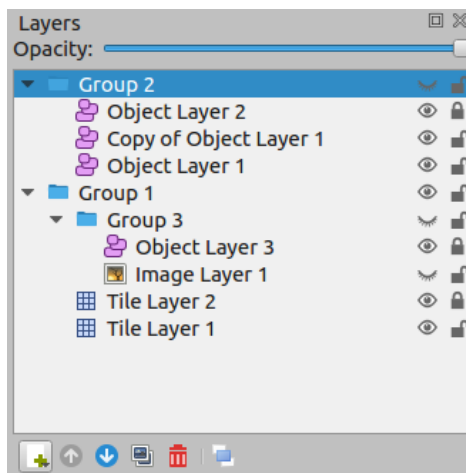 Layers
Opacity:
Group 2
Object Layer 2
Copy of Object Layer 1
Object Layer 1
Group 1
Group 3
Object Layer 3
Image Layer 1
Tile Layer 2
Tile Layer 1